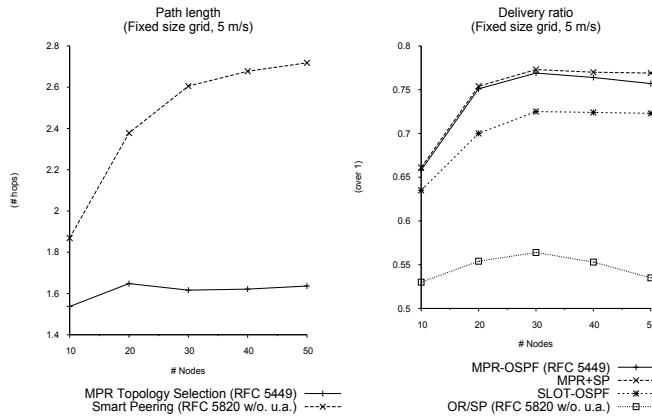 Path length
(Fixed size grid, 5 m/s)
2.8
2.6
2.4
2.2
2
1.8
1.6
1.4
(# hops)
10 20 30 40 50
# Nodes
MPR Topology Selection (RFC 5449)
Smart Peering (RFC 5820 w/o. u.a.)
Delivery ratio
(Fixed size grid, 5 m/s)
0.8
0.75
0.7
0.65
0.6
0.55
0.5
(over 1)
10 20 30 40 50
# Nodes
MPR-OSPF (RFC 5449)
MPR+SP
SLOT-OSPF
OR/SP (RFC 5820 w/o. u.a.)